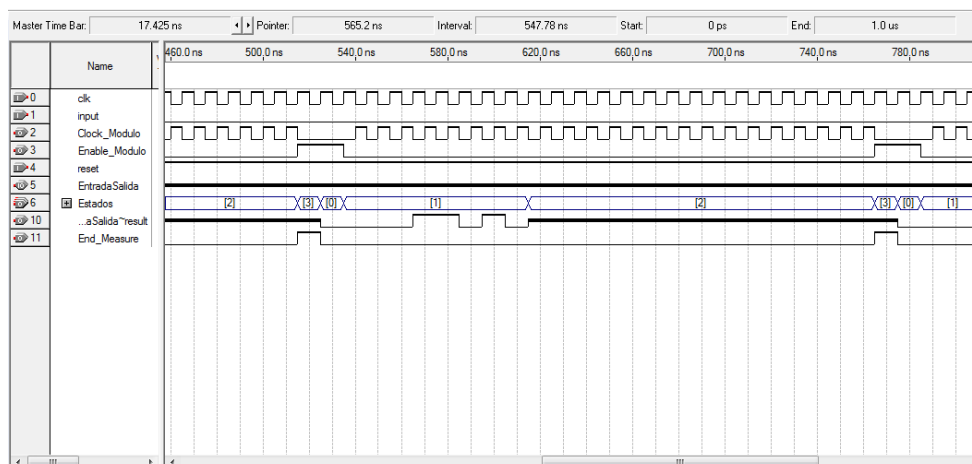 Master Time Bar: 17.425 ns Pointer: 565.2 ns Interval: 547.78 ns Start: 0 ps End: 1.0 us
Name 460.0 ns 500.0 ns 540.0 ns 580.0 ns 620.0 ns 660.0 ns 700.0 ns 740.0 ns 780.0 ns
0 clk
1 input
2 Clock_Modulo
3 Enable_Modulo
4 reset
5 EntradaSalida
6 Estados [2] [3] [0] [1] [2] [3] [0] [1]
10 ...aSalida~result
11 End_Measure